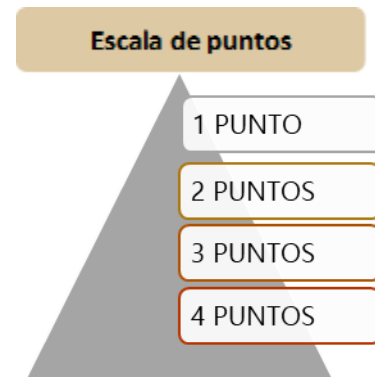 Escala de puntos
1 PUNTO
2 PUNTOS
3 PUNTOS
4 PUNTOS